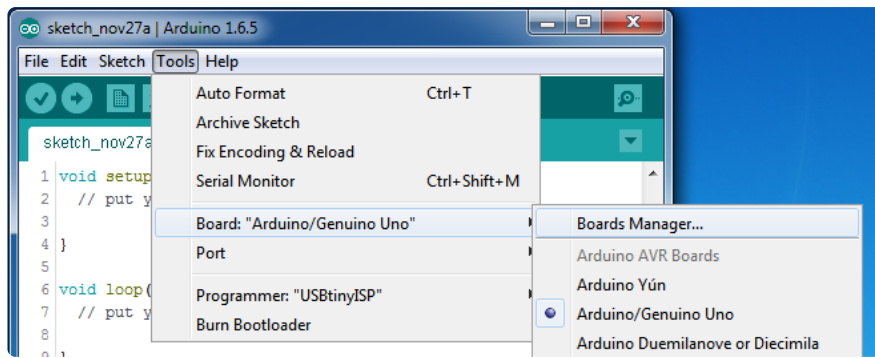 sketch_nov27a | Arduino 1.6.5
File Edit Sketch Tools Help
Auto Format Ctrl+T
Archive Sketch
sketch_nov27a
Fix Encoding & Reload
1 void setup
Serial Monitor Ctrl+Shift+M
2 // put y
3
Board: "Arduino/Genuino Uno"
Boards Manager...
4 }
Port
Arduino AVR Boards
5
Arduino Yún
6 void loop(
Programmer: "USBtinyISP"
7 // put y
Arduino/Genuino Uno
Burn Bootloader
8
Arduino Duemilanove or Diecimila
9 }